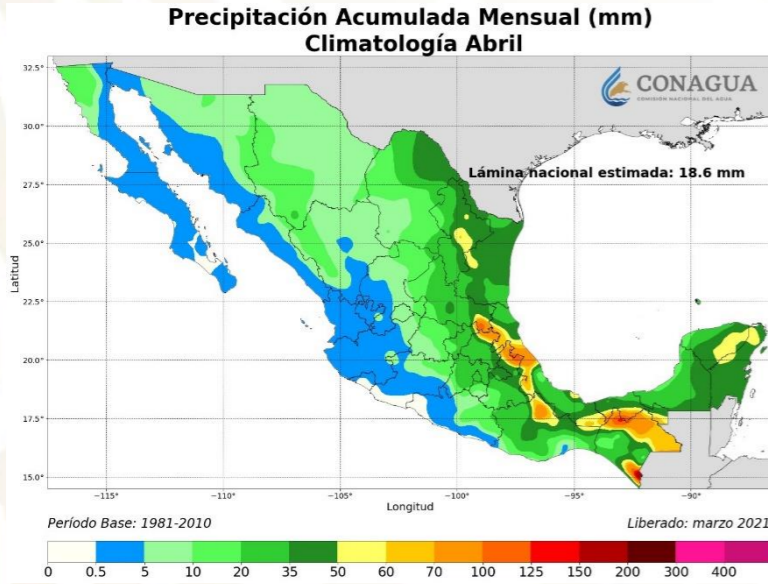 Precipitación Acumulada Mensual (mm)
Climatología Abril
CONAGUA
COMISIÓN NACIONAL DEL AGUA
Lámina nacional estimada: 18.6 mm
32.5°
30.0°
27.5°
25.0°
22.5°
20.0°
17.5°
15.0°
Latitud
−115° −110° −105° −100° −95° −90°
Longitud
Período Base: 1981-2010 Liberado: marzo 2021
0 0.5 5 10 20 35 50 60 70 100 125 150 200 300 400